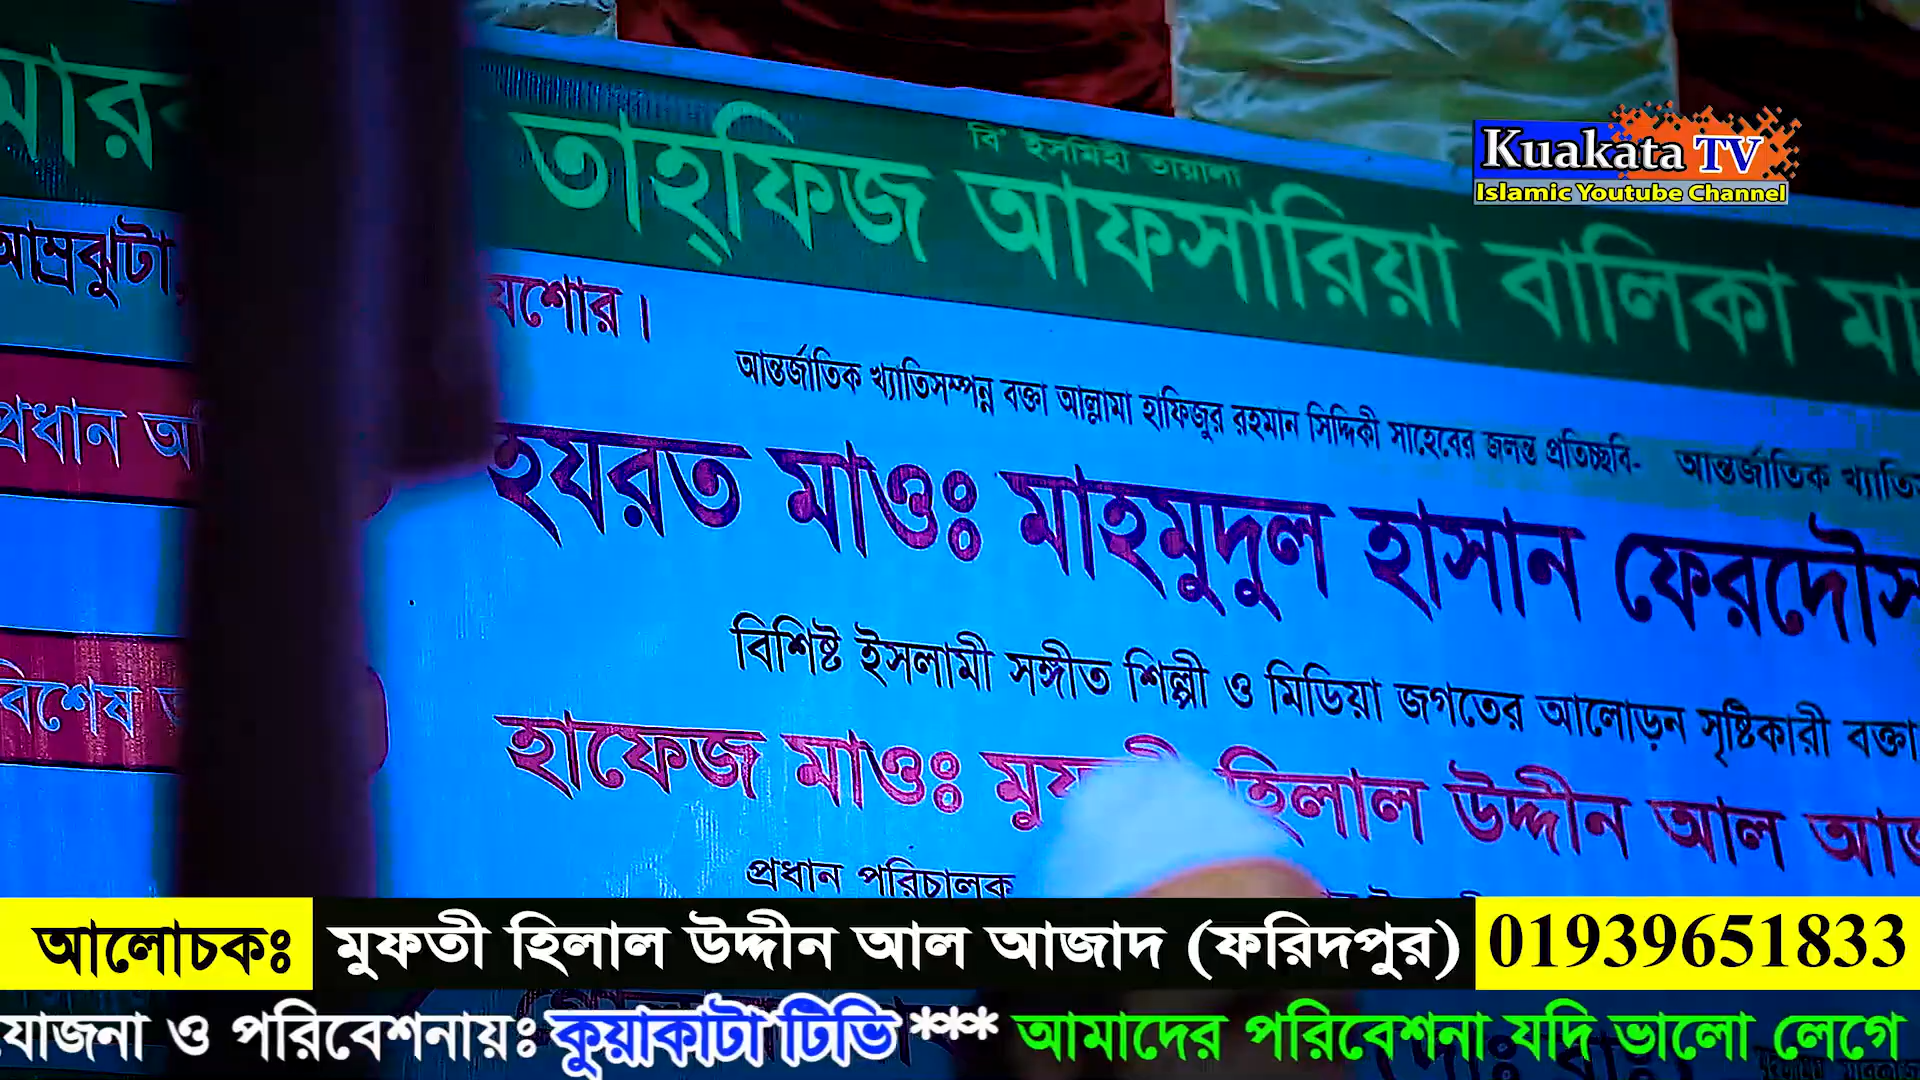 বি' ইসমিহী তায়ালা
তাহ্ফিজ আফসারিয়া বালিকা
Kuakata TV
Islamic Youtube Channel
আম্রঝুটা, যশোর।
আন্তর্জাতিক খ্যাতিসম্পন্ন বক্তা আল্লামা হাফিজুর রহমান সিদ্দিকী সাহেবের জলন্ত প্রতিচ্ছবি- আন্তর্জাতিক
প্রধান
হযরত মাওঃ মাহমুদুল হাসান ফেরদৌস
বিশিষ্ট ইসলামী সঙ্গীত শিল্পী ও মিডিয়া জগতের আলোড়ন সৃষ্টিকারী বক্তা
বিশেষ
হাফেজ মাওঃ হিলাল উদ্দীন আল
প্রধান পরিচালক
আলোচকঃ মুফতী হিলাল উদ্দীন আল আজাদ (ফরিদপুর) 01939651833
যোজনা ও পরিবেশনায়ঃ কুয়াকাটা টিভি *** আমাদের পরিবেশনা যদি ভালো লেগে